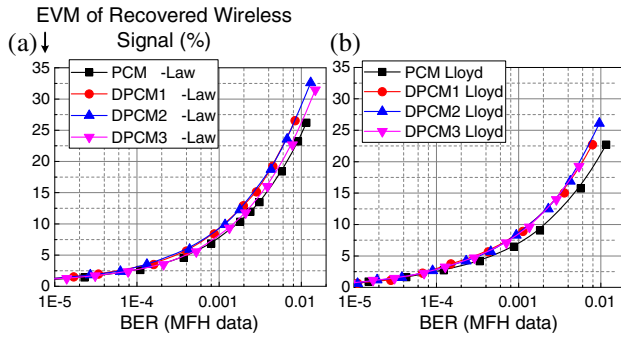 EVM of Recovered Wireless
Signal (%)
(a)
PCM -Law
DPCM1 -Law
DPCM2 -Law
DPCM3 -Law
35
30
25
20
15
10
5
0
1E-5 1E-4 0.001 0.01
BER (MFH data)
(b)
PCM Lloyd
DPCM1 Lloyd
DPCM2 Lloyd
DPCM3 Lloyd
35
30
25
20
15
10
5
0
1E-5 1E-4 0.001 0.01
BER (MFH data)